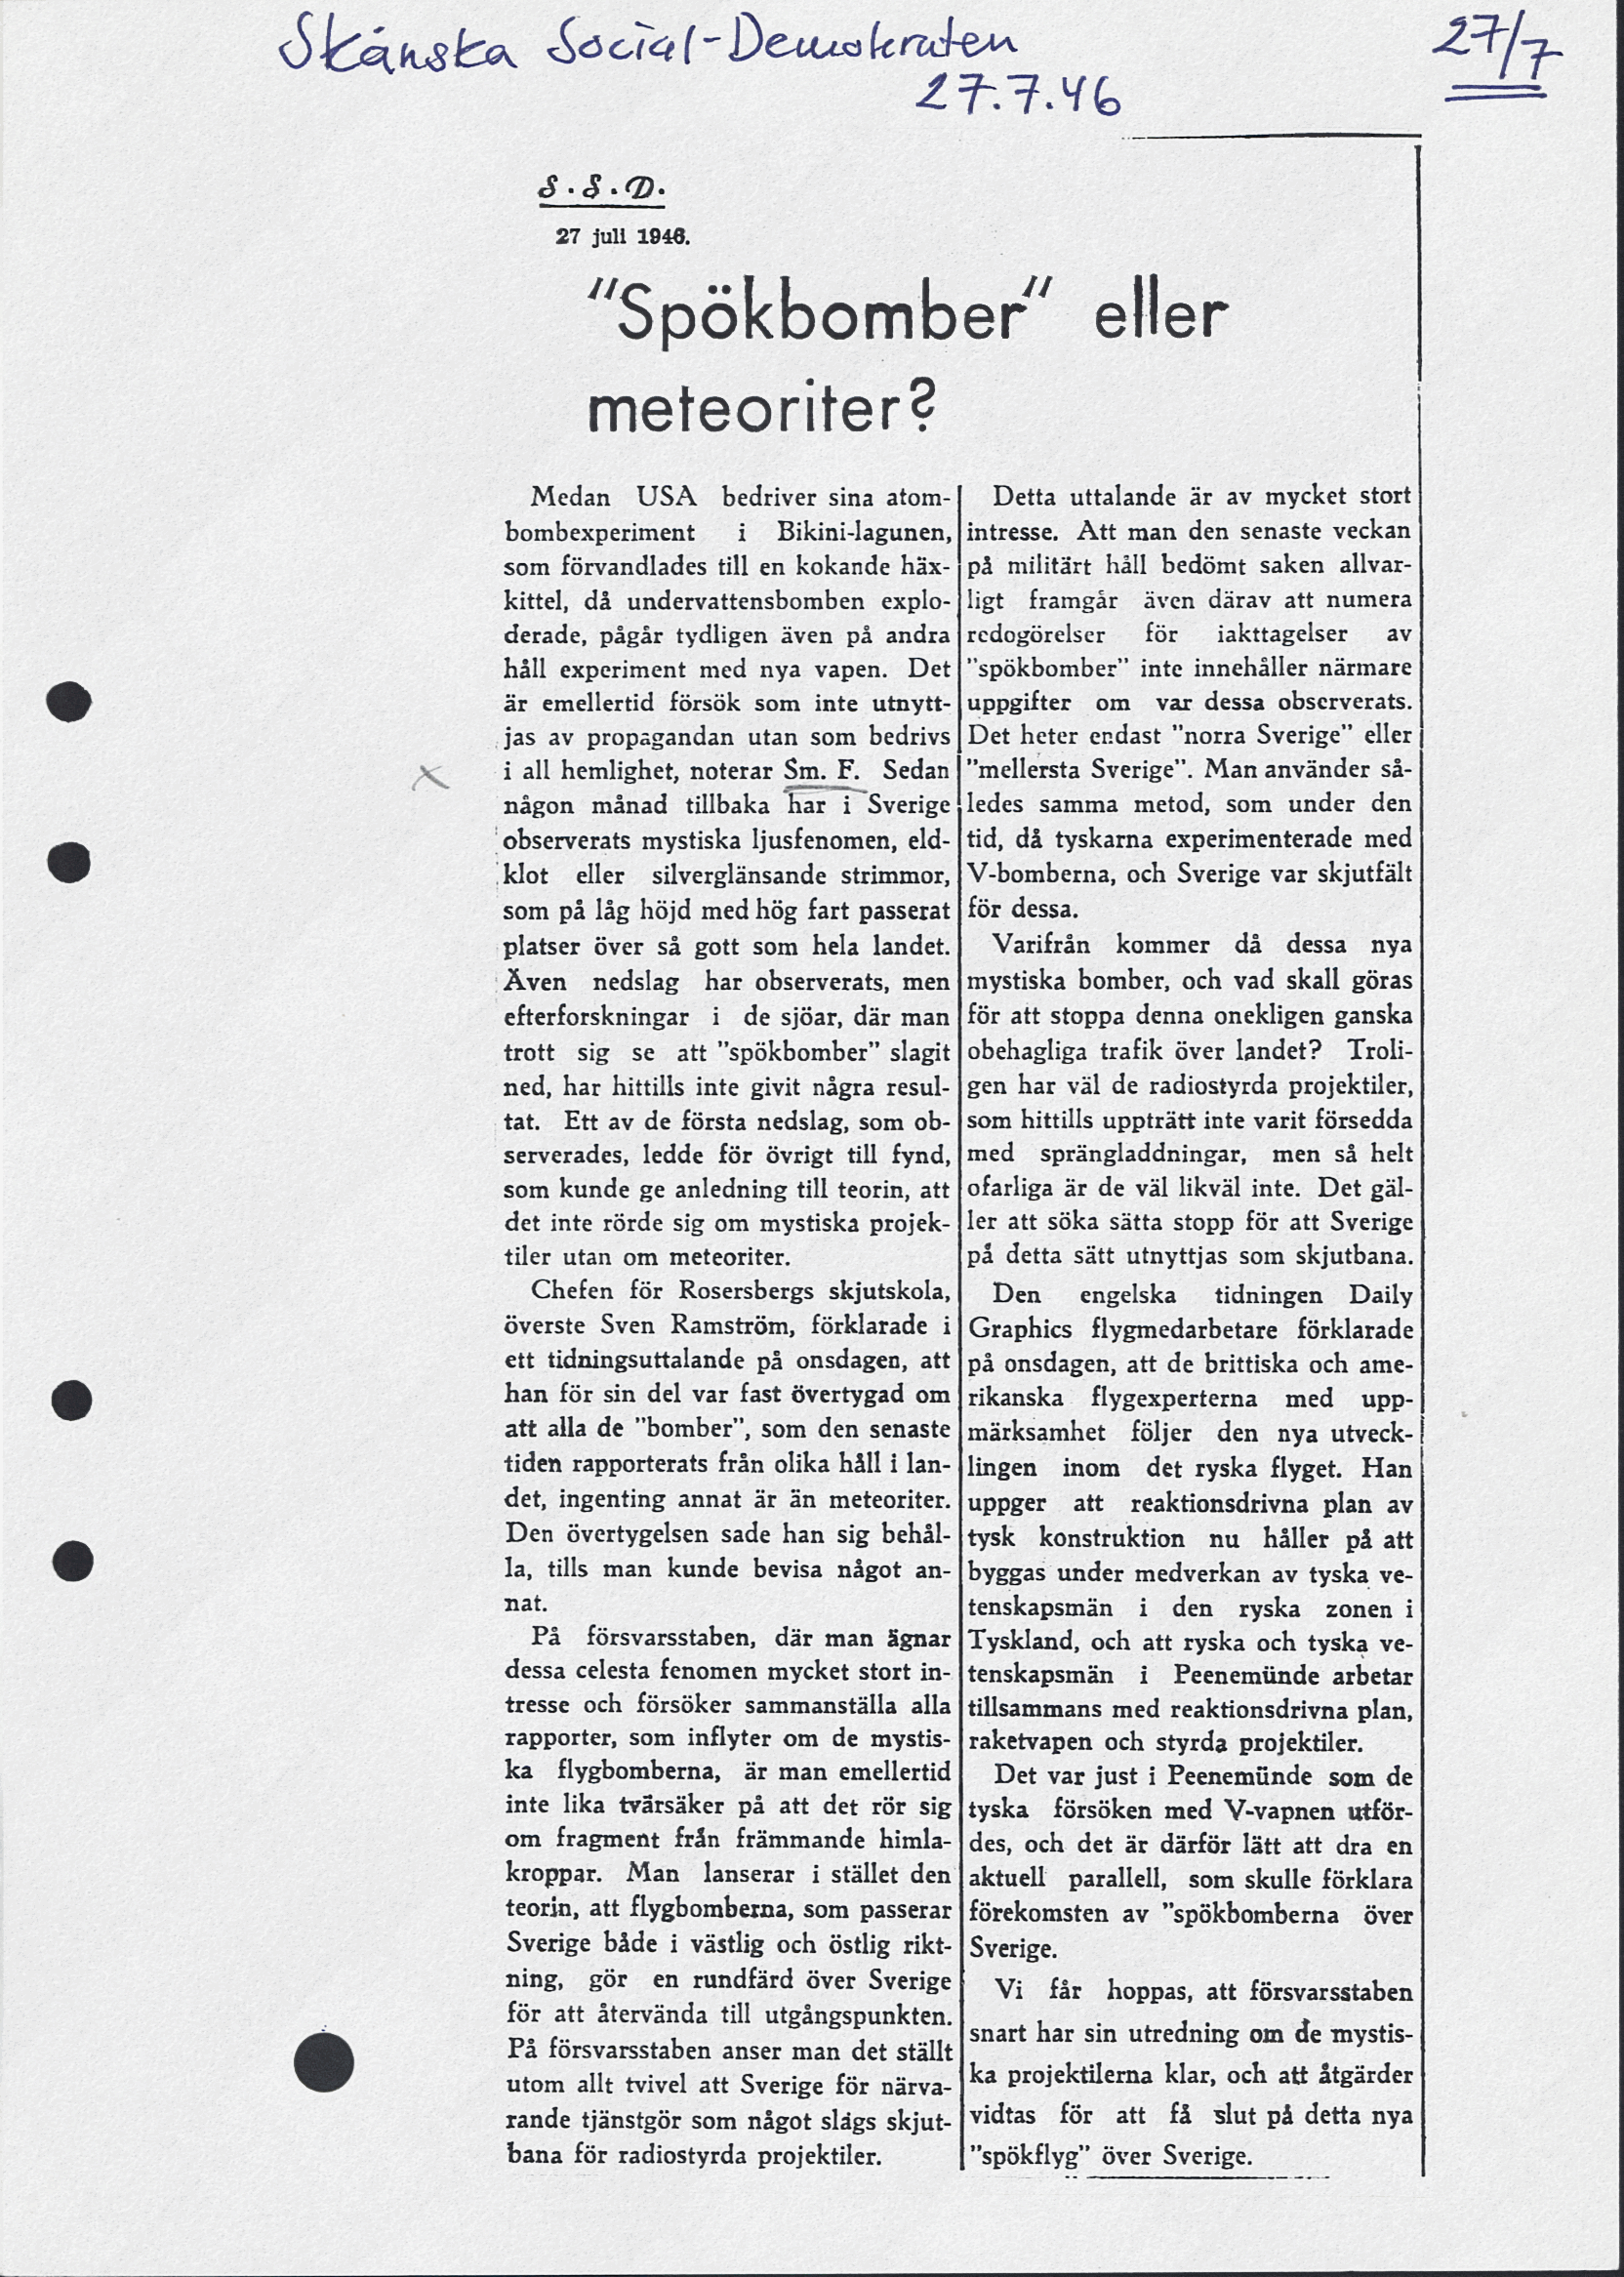 Skånska Social-Demokraten
27.7.46
27/7
S.S.D.
27 juli 1946.
"Spökbomber" eller
meteoriter?
Medan USA bedriver sina atom-
bombexperiment i Bikini-lagunen,
som förvandlades till en kokande häx-
kittel, då undervattensbomben explo-
derade, pågår tydligen även på andra
håll experiment med nya vapen. Det
är emellertid försök som inte utnytt-
jas av propagandan utan som bedrivs
i all hemlighet, noterar Sm. F. Sedan
någon månad tillbaka har i Sverige
observerats mystiska ljusfenomen, eld-
klot eller silverglänsande strimmor,
som på låg höjd med hög fart passerat
platser över så gott som hela landet.
Även nedslag har observerats, men
efterforskningar i de sjöar, där man
trott sig se att "spökbomber" slagit
ned, har hittills inte givit några resul-
tat. Ett av de första nedslag, som ob-
serverades, ledde för övrigt till fynd,
som kunde ge anledning till teorin, att
det inte rörde sig om mystiska projek-
tiler utan om meteoriter.
Chefen för Rosersbergs skjutskola,
överste Sven Ramström, förklarade i
ett tidningsuttalande på onsdagen, att
han för sin del var fast övertygad om
att alla de "bomber", som den senaste
tiden rapporterats från olika håll i lan-
det, ingenting annat är än meteoriter.
Den övertygelsen sade han sig behål-
la, tills man kunde bevisa något an-
nat.
På försvarsstaben, där man ägnar
dessa celesta fenomen mycket stort in-
tresse och försöker sammanställa alla
rapporter, som inflyter om de mystis-
ka flygbomberna, är man emellertid
inte lika tvärsäker på att det rör sig
om fragment från främmande himla-
kroppar. Man lanserar i stället den
teorin, att flygbomberna, som passerar
Sverige både i västlig och östlig rikt-
ning, gör en rundfärd över Sverige
för att återvända till utgångspunkten.
På försvarsstaben anser man det ställt
utom allt tvivel att Sverige för närva-
rande tjänstgör som något slags skjut-
bana för radiostyrda projektiler.
Detta uttalande är av mycket stort
intresse. Att man den senaste veckan
på militärt håll bedömt saken allvar-
ligt framgår även därav att numera
redogörelser för iakttagelser av
"spökbomber" inte innehåller närmare
uppgifter om var dessa observerats.
Det heter endast "norra Sverige" eller
"mellersta Sverige". Man använder så-
ledes samma metod, som under den
tid, då tyskarna experimenterade med
V-bomberna, och Sverige var skjutfält
för dessa.
Varifrån kommer då dessa nya
mystiska bomber, och vad skall göras
för att stoppa denna onekligen ganska
obehagliga trafik över landet? Troli-
gen har väl de radiostyrda projektiler,
som hittills uppträtt inte varit försedda
med sprängladdningar, men så helt
ofarliga är de väl likväl inte. Det gäl-
ler att söka sätta stopp för att Sverige
på detta sätt utnyttjas som skjutbana.
Den engelska tidningen Daily
Graphics flygmedarbetare förklarade
på onsdagen, att de brittiska och ame-
rikanska flygexperterna med upp-
märksamhet följer den nya utveck-
lingen inom det ryska flyget. Han
uppger att reaktionsdrivna plan av
tysk konstruktion nu håller på att
byggas under medverkan av tyska ve-
tenskapsmän i den ryska zonen i
Tyskland, och att ryska och tyska ve-
tenskapsmän i Peenemünde arbetar
tillsammans med reaktionsdrivna plan,
raketvapen och styrda projektiler.
Det var just i Peenemünde som de
tyska försöken med V-vapnen utför-
des, och det är därför lätt att dra en
aktuell parallell, som skulle förklara
förekomsten av "spökbomberna över
Sverige.
Vi får hoppas, att försvarsstaben
snart har sin utredning om de mystis-
ka projektilerna klar, och att åtgärder
vidtas för att få slut på detta nya
"spökflyg" över Sverige.